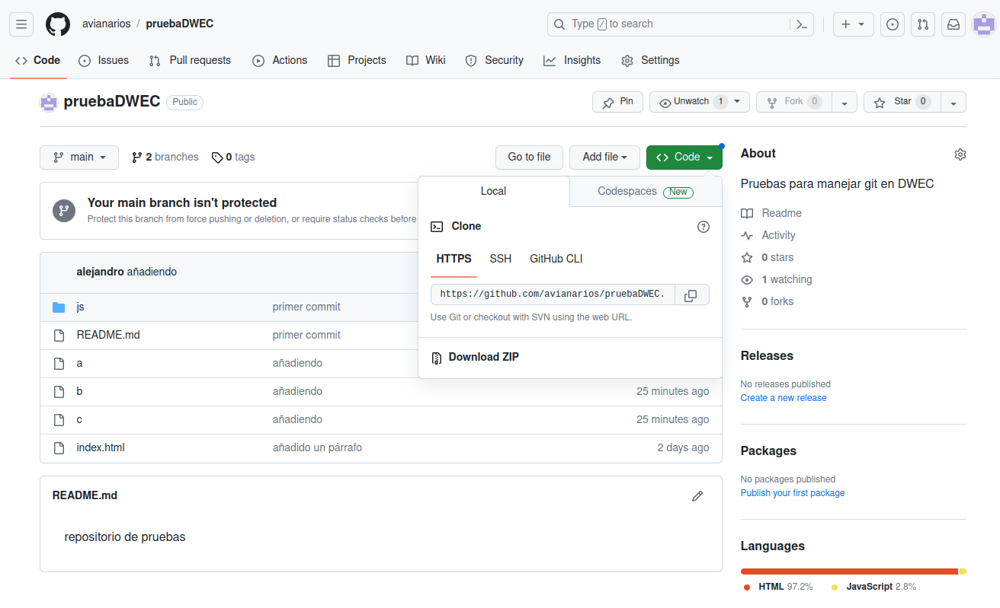 avianarios / pruebaDWEC
Type / to search
Code Issues Pull requests Actions Projects Wiki Security Insights Settings
pruebaDWEC Public
Pin Unwatch 1 Fork 0 Star 0
main 2 branches 0 tags Go to file Add file Code
Local Codespaces New
Your main branch isn't protected
Protect this branch from force pushing or deletion, or require status checks before
Clone
HTTPS SSH GitHub CLI
https://github.com/avianarios/pruebaDWEC.
Use Git or checkout with SVN using the web URL.
Download ZIP
alejandro añadiendo
js primer commit
README.md primer commit
a añadiendo
b añadiendo 25 minutes ago
c añadiendo 25 minutes ago
index.html añadido un párrafo 2 days ago
README.md
repositorio de pruebas
About
Pruebas para manejar git en DWEC
Readme
Activity
0 stars
1 watching
0 forks
Releases
No releases published
Create a new release
Packages
No packages published
Publish your first package
Languages
HTML 97.2% JavaScript 2.8%